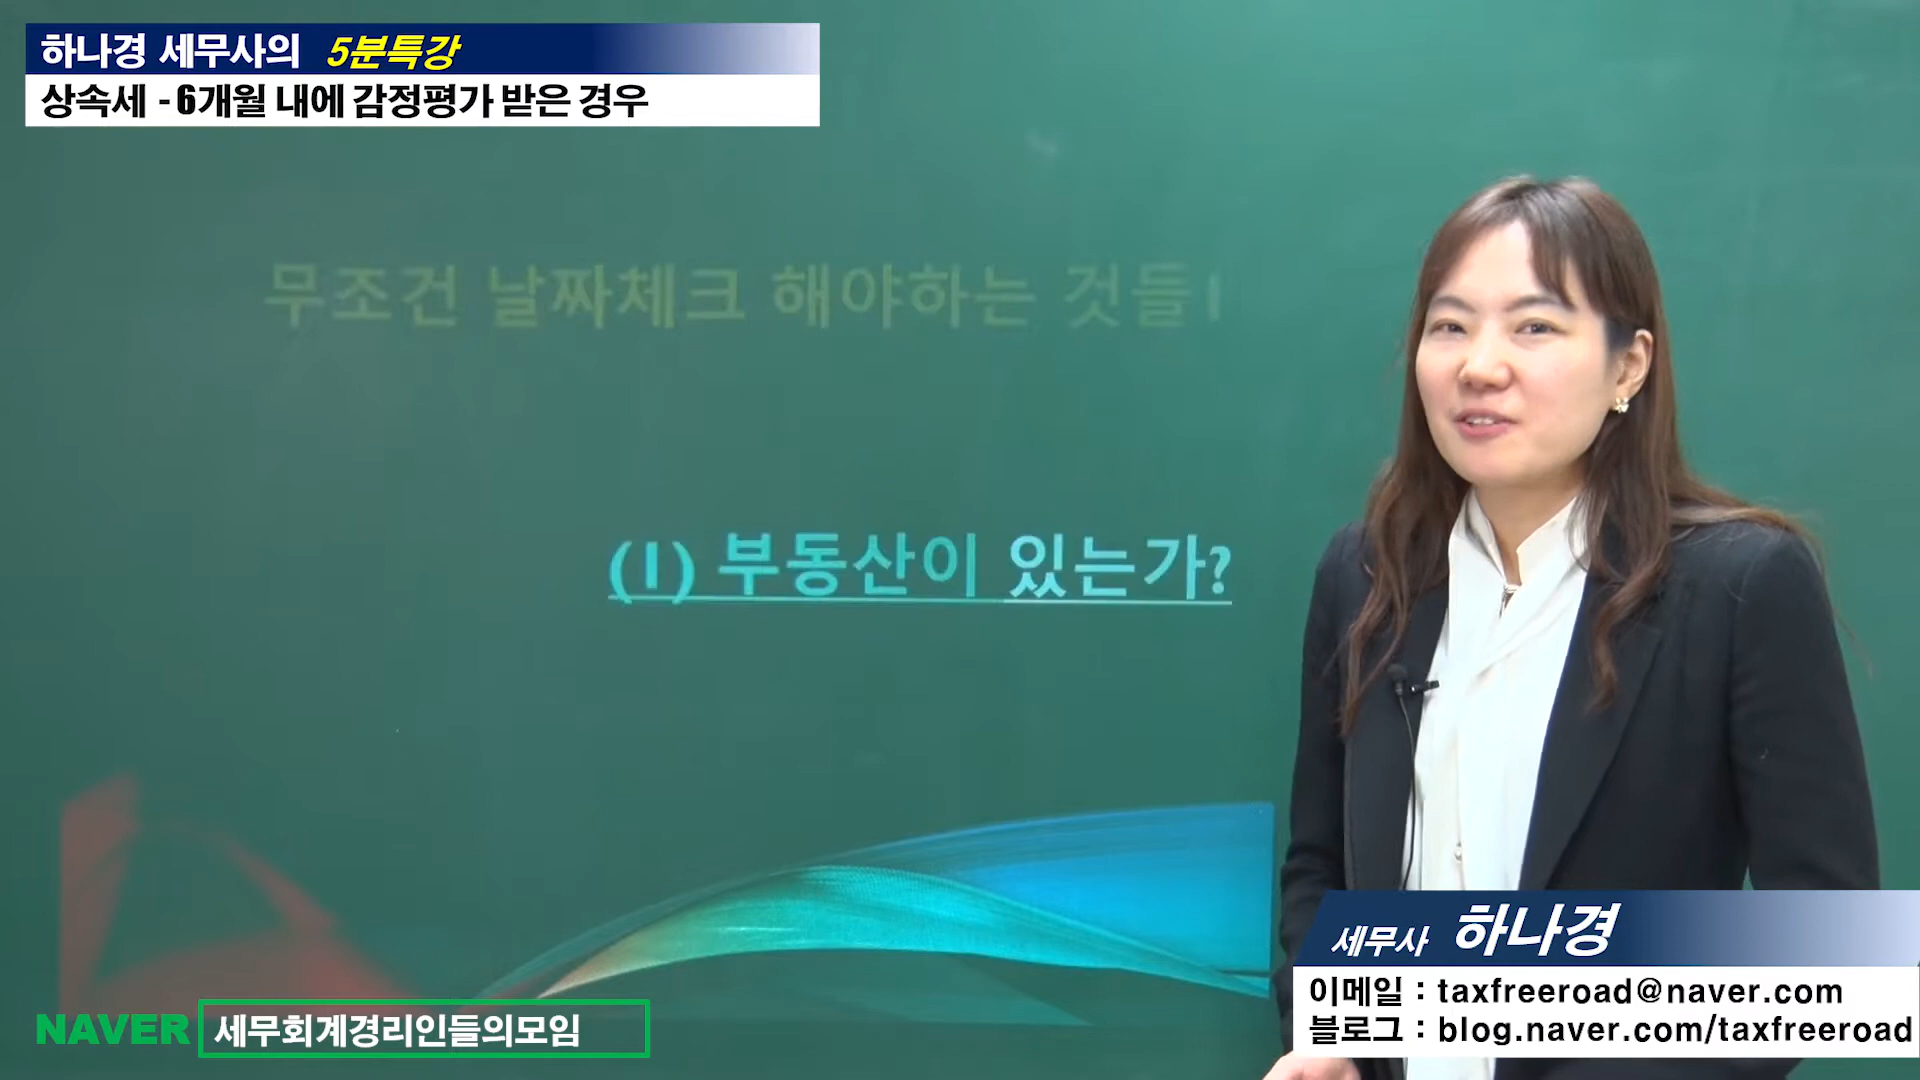 하나경 세무사의 5분특강
상속세 - 6개월 내에 감정평가 받은 경우
무조건 날짜체크 해야하는 것들!
(1) 부동산이 있는가?
세무사 하나경
이메일 : taxfreeroad@naver.com
블로그 : blog.naver.com/taxfreeroad
NAVER 세무회계경리인들의모임